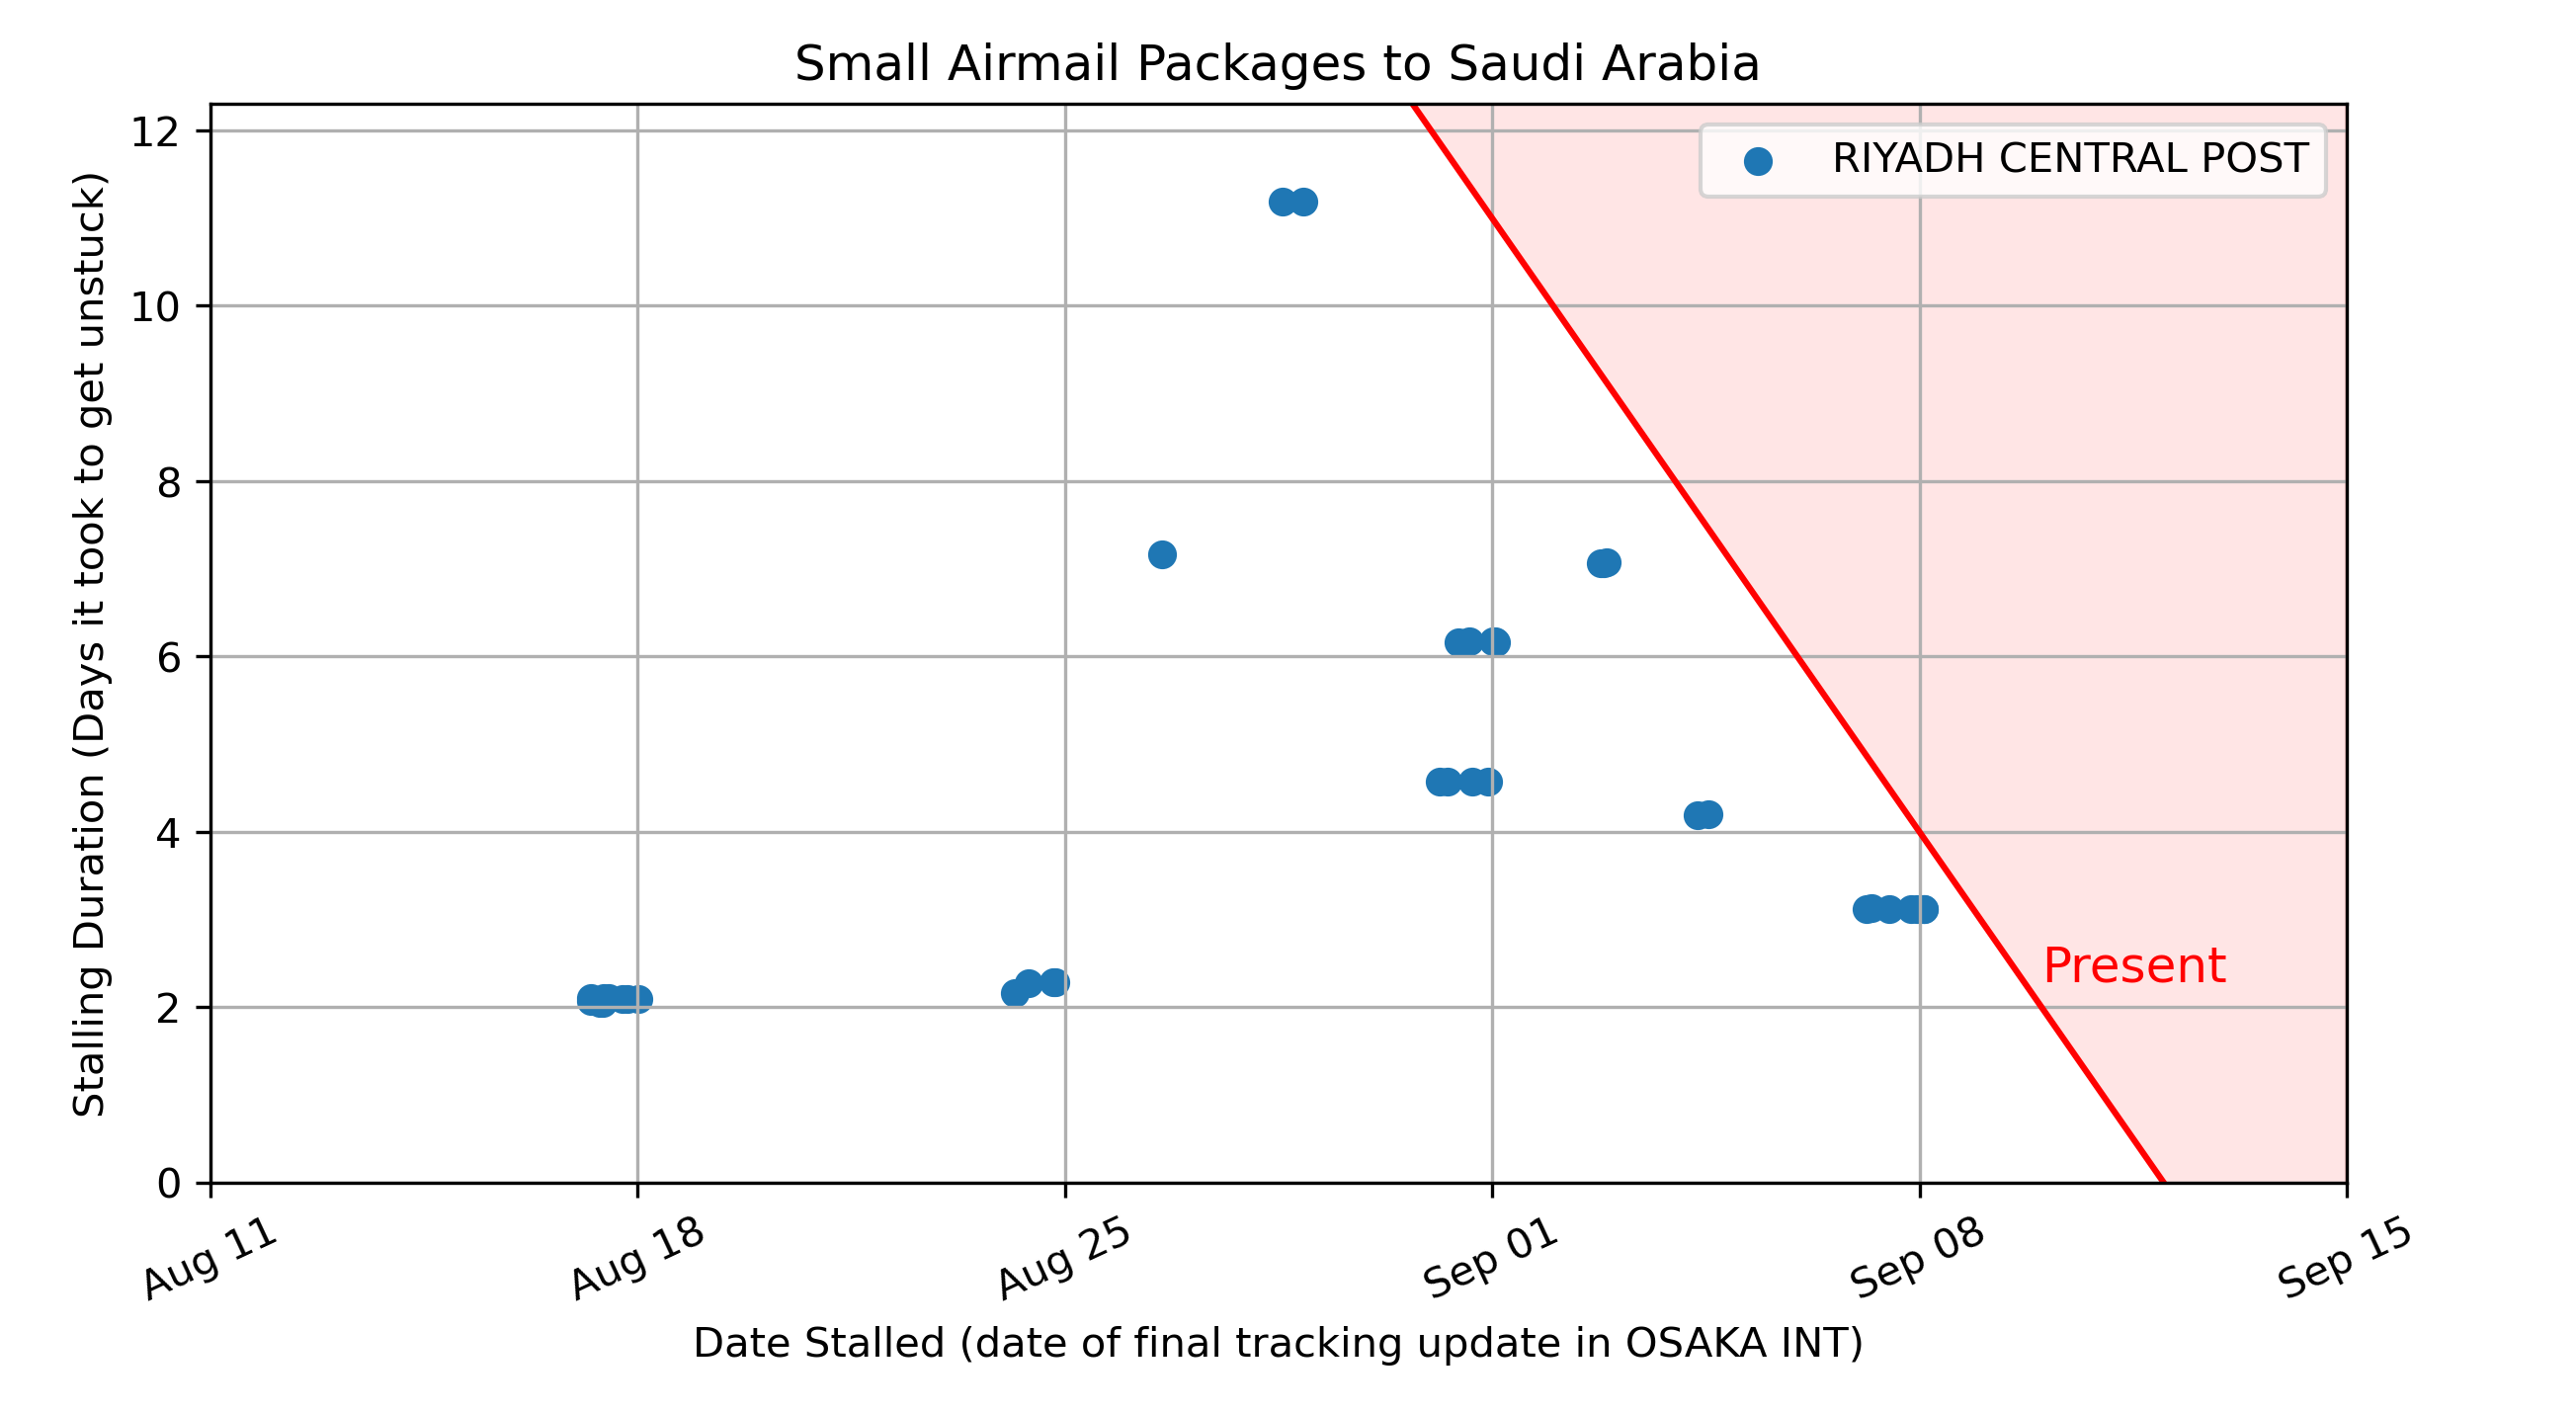 Small Airmail Packages to Saudi Arabia
RIYADH CENTRAL POST
Stalling Duration (Days it took to get unstuck)
12
10
8
6
4
2
0
Present
Aug 11
Aug 18
Aug 25
Sep 01
Sep 08
Sep 15
Date Stalled (date of final tracking update in OSAKA INT)